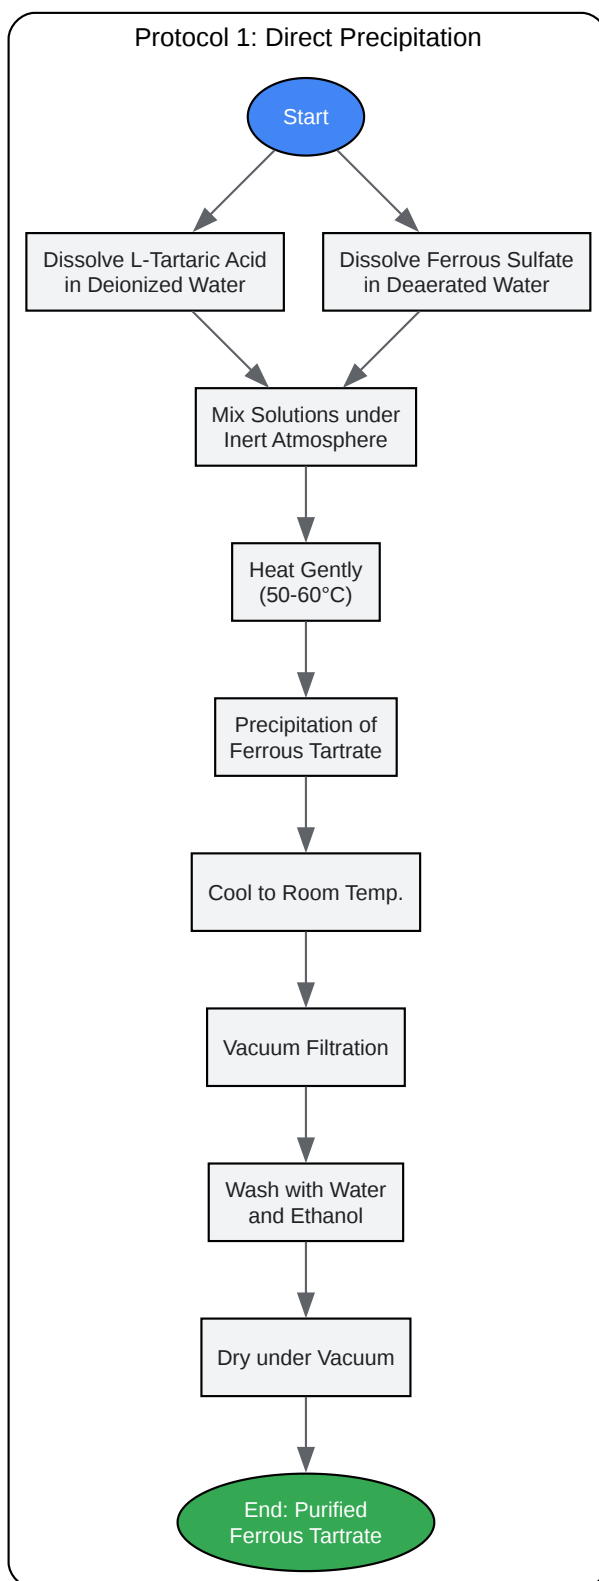 Protocol 1: Direct Precipitation
Start
Dissolve L-Tartaric Acid
in Deionized Water
Dissolve Ferrous Sulfate
in Deaerated Water
Mix Solutions under
Inert Atmosphere
Heat Gently
(50-60°C)
Precipitation of
Ferrous Tartrate
Cool to Room Temp.
Vacuum Filtration
Wash with Water
and Ethanol
Dry under Vacuum
End: Purified
Ferrous Tartrate